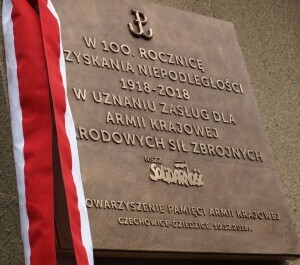 W 100. ROCZNICĘ
ZYSKANIA NIEPODLEGŁOŚCI
1918-2018
W UZNANIU ZASŁUG DLA
ARMII KRAJOWEJ
ARODOWYCH SIŁ ZBROJNYCH
NSZZ
SOLIDARNOŚĆ
OWARZYSZENIE PAMIĘCI ARMII KRAJOWEJ
CZECHOWICE-DZIEDZICE